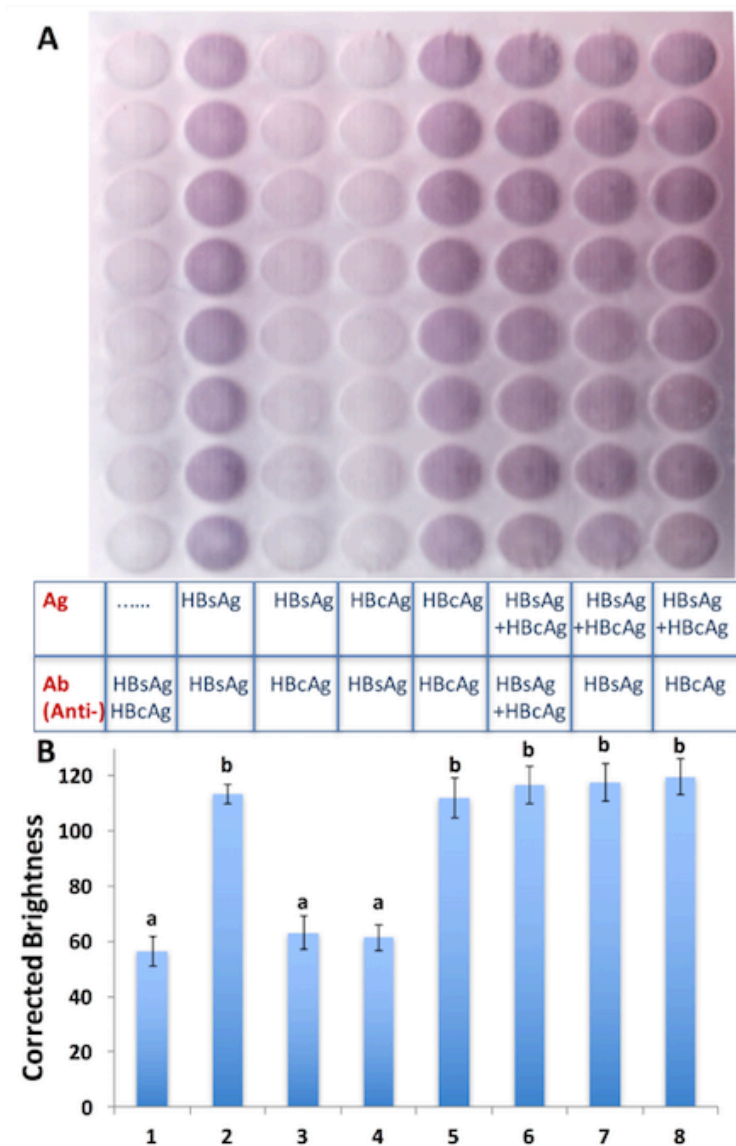 A
Ag ...... HBsAg HBsAg HBcAg HBcAg HBsAg HBsAg HBsAg
+HBcAg +HBcAg +HBcAg
Ab HBsAg HBsAg HBcAg HBsAg HBcAg HBsAg HBsAg HBcAg
(Anti-) HBcAg +HBcAg
B
Corrected Brightness
120
100
80
60
40
20
0
a b a a b b b b
1 2 3 4 5 6 7 8